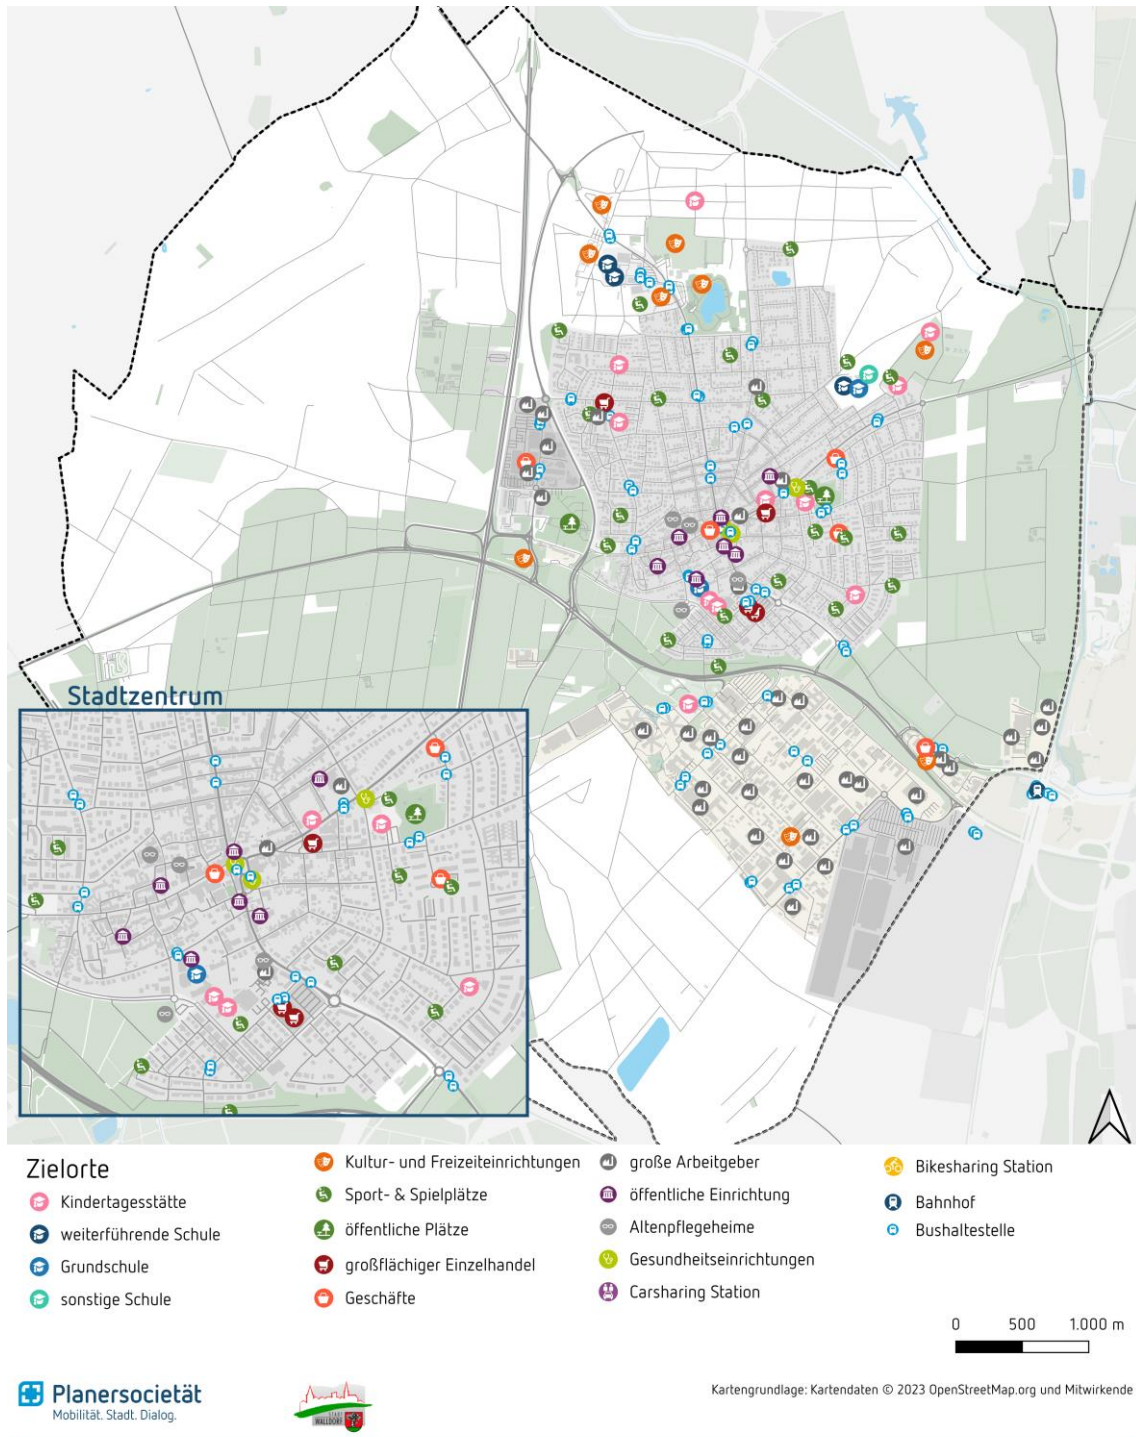 Stadtzentrum
Zielorte
Kindertagesstätte
weiterführende Schule
Grundschule
sonstige Schule
Kultur- und Freizeiteinrichtungen
Sport- & Spielplätze
öffentliche Plätze
großflächiger Einzelhandel
Geschäfte
große Arbeitgeber
öffentliche Einrichtung
Altenpflegeheime
Gesundheitseinrichtungen
Carsharing Station
Bikesharing Station
Bahnhof
Bushaltestelle
0 500 1.000 m
Planersocietät
Mobilität. Stadt. Dialog.
STADT
WALLDORF
Kartengrundlage: Kartendaten © 2023 OpenStreetMap.org und Mitwirkende